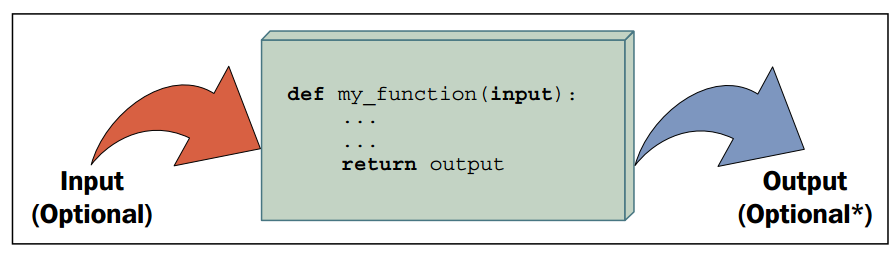 def my_function(input):
...
...
return output
Input
(Optional)
Output
(Optional*)